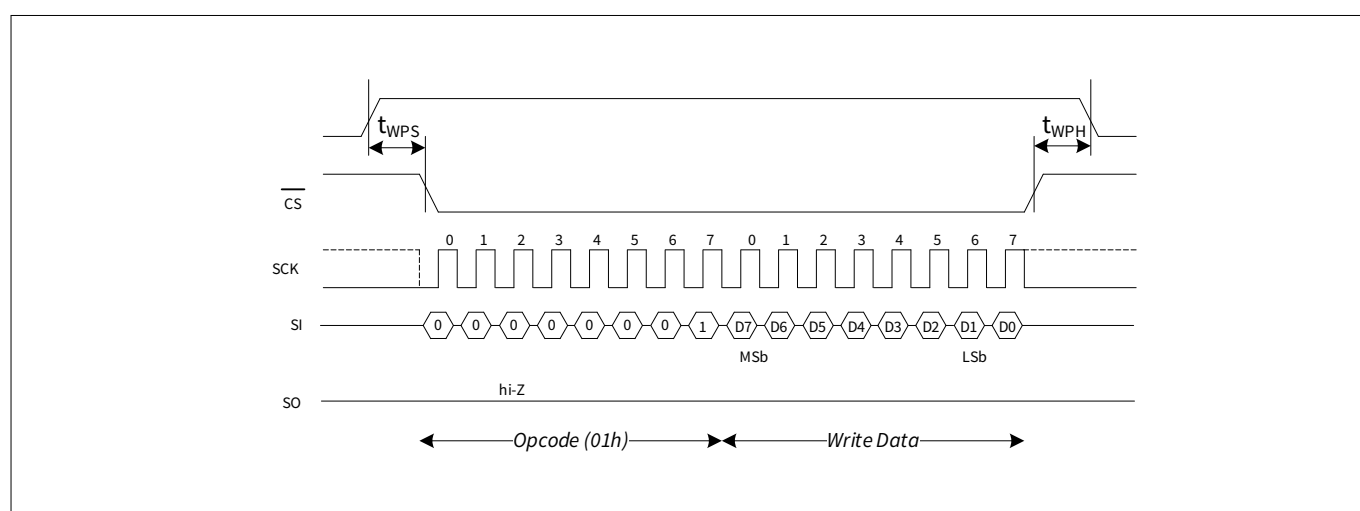 tWPS tWPH
CS
0 1 2 3 4 5 6 7 0 1 2 3 4 5 6 7
SCK
SI 0 0 0 0 0 0 0 1 D7 D6 D5 D4 D3 D2 D1 D0
MSb LSb
hi-Z
SO
Opcode (01h) Write Data